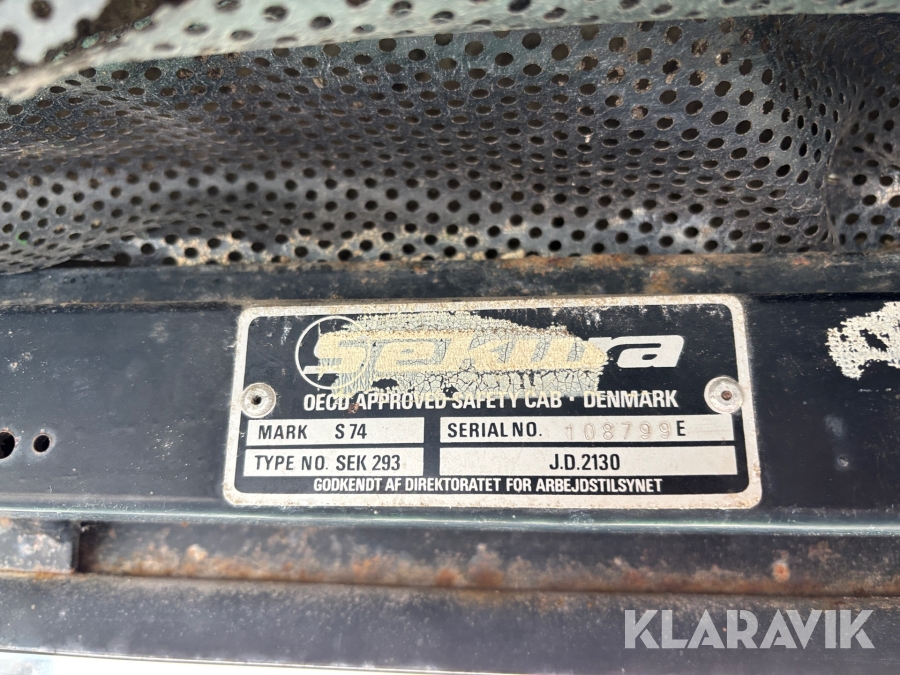 sekura
OECD APPROVED SAFETY CAB · DENMARK
MARK S 74
SERIAL NO. 108799 E
TYPE NO. SEK 293
J.D.2130
GODKENDT AF DIREKTORATET FOR ARBEJDSTILSYNET
KLARAVIK